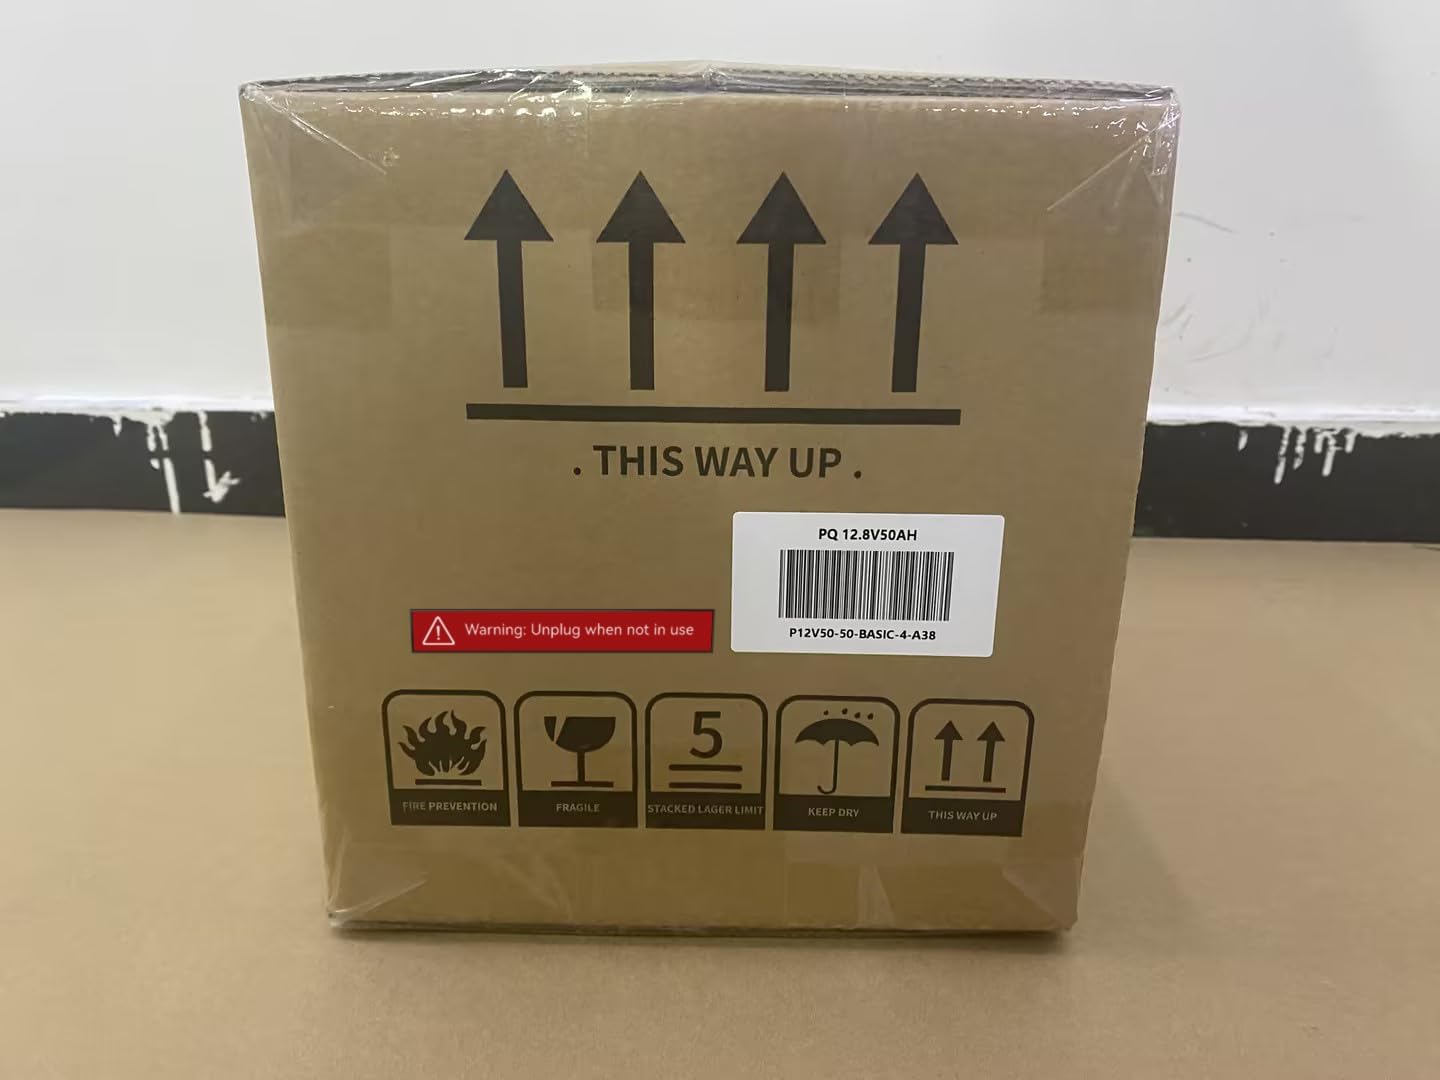 . THIS WAY UP .
PQ 12.8V50AH
P12V50-50-BASIC-4-A38
Warning: Unplug when not in use
FIRE PREVENTION
FRAGILE
5
STACKED LAGER LIMIT
KEEP DRY
THIS WAY UP